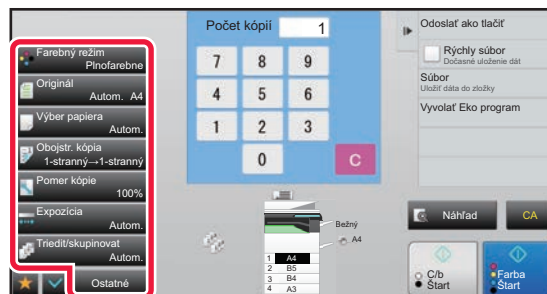 Farebný režim
Plnofarebne
Originál
Autom. A4
Výber papiera
Autom.
Obojstr. kópia
1-stranný→1-stranný
Pomer kópie
100%
Expozícia
Autom.
Triediť/skupinovat
Autom.
Ostatné
Počet kópií 1
7 8 9
4 5 6
1 2 3
0 C
Bežný
A4
1 A4
2 B5
3 B4
4 A3
Odoslať ako tlačiť
Rýchly súbor
Dočasné uloženie dát
Súbor
Uložiť dáta do zložky
Vyvolať Eko program
Náhľad
CA
C/b
Štart
Farba
Štart